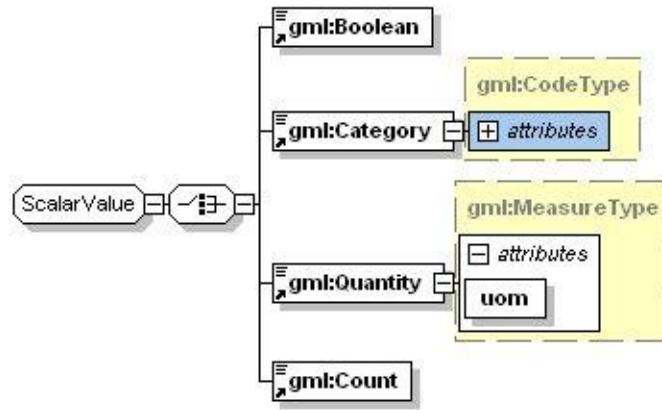 gml:Boolean
gml:CodeType
gml:Category
attributes
ScalarValue
gml:MeasureType
attributes
gml:Quantity
uom
gml:Count